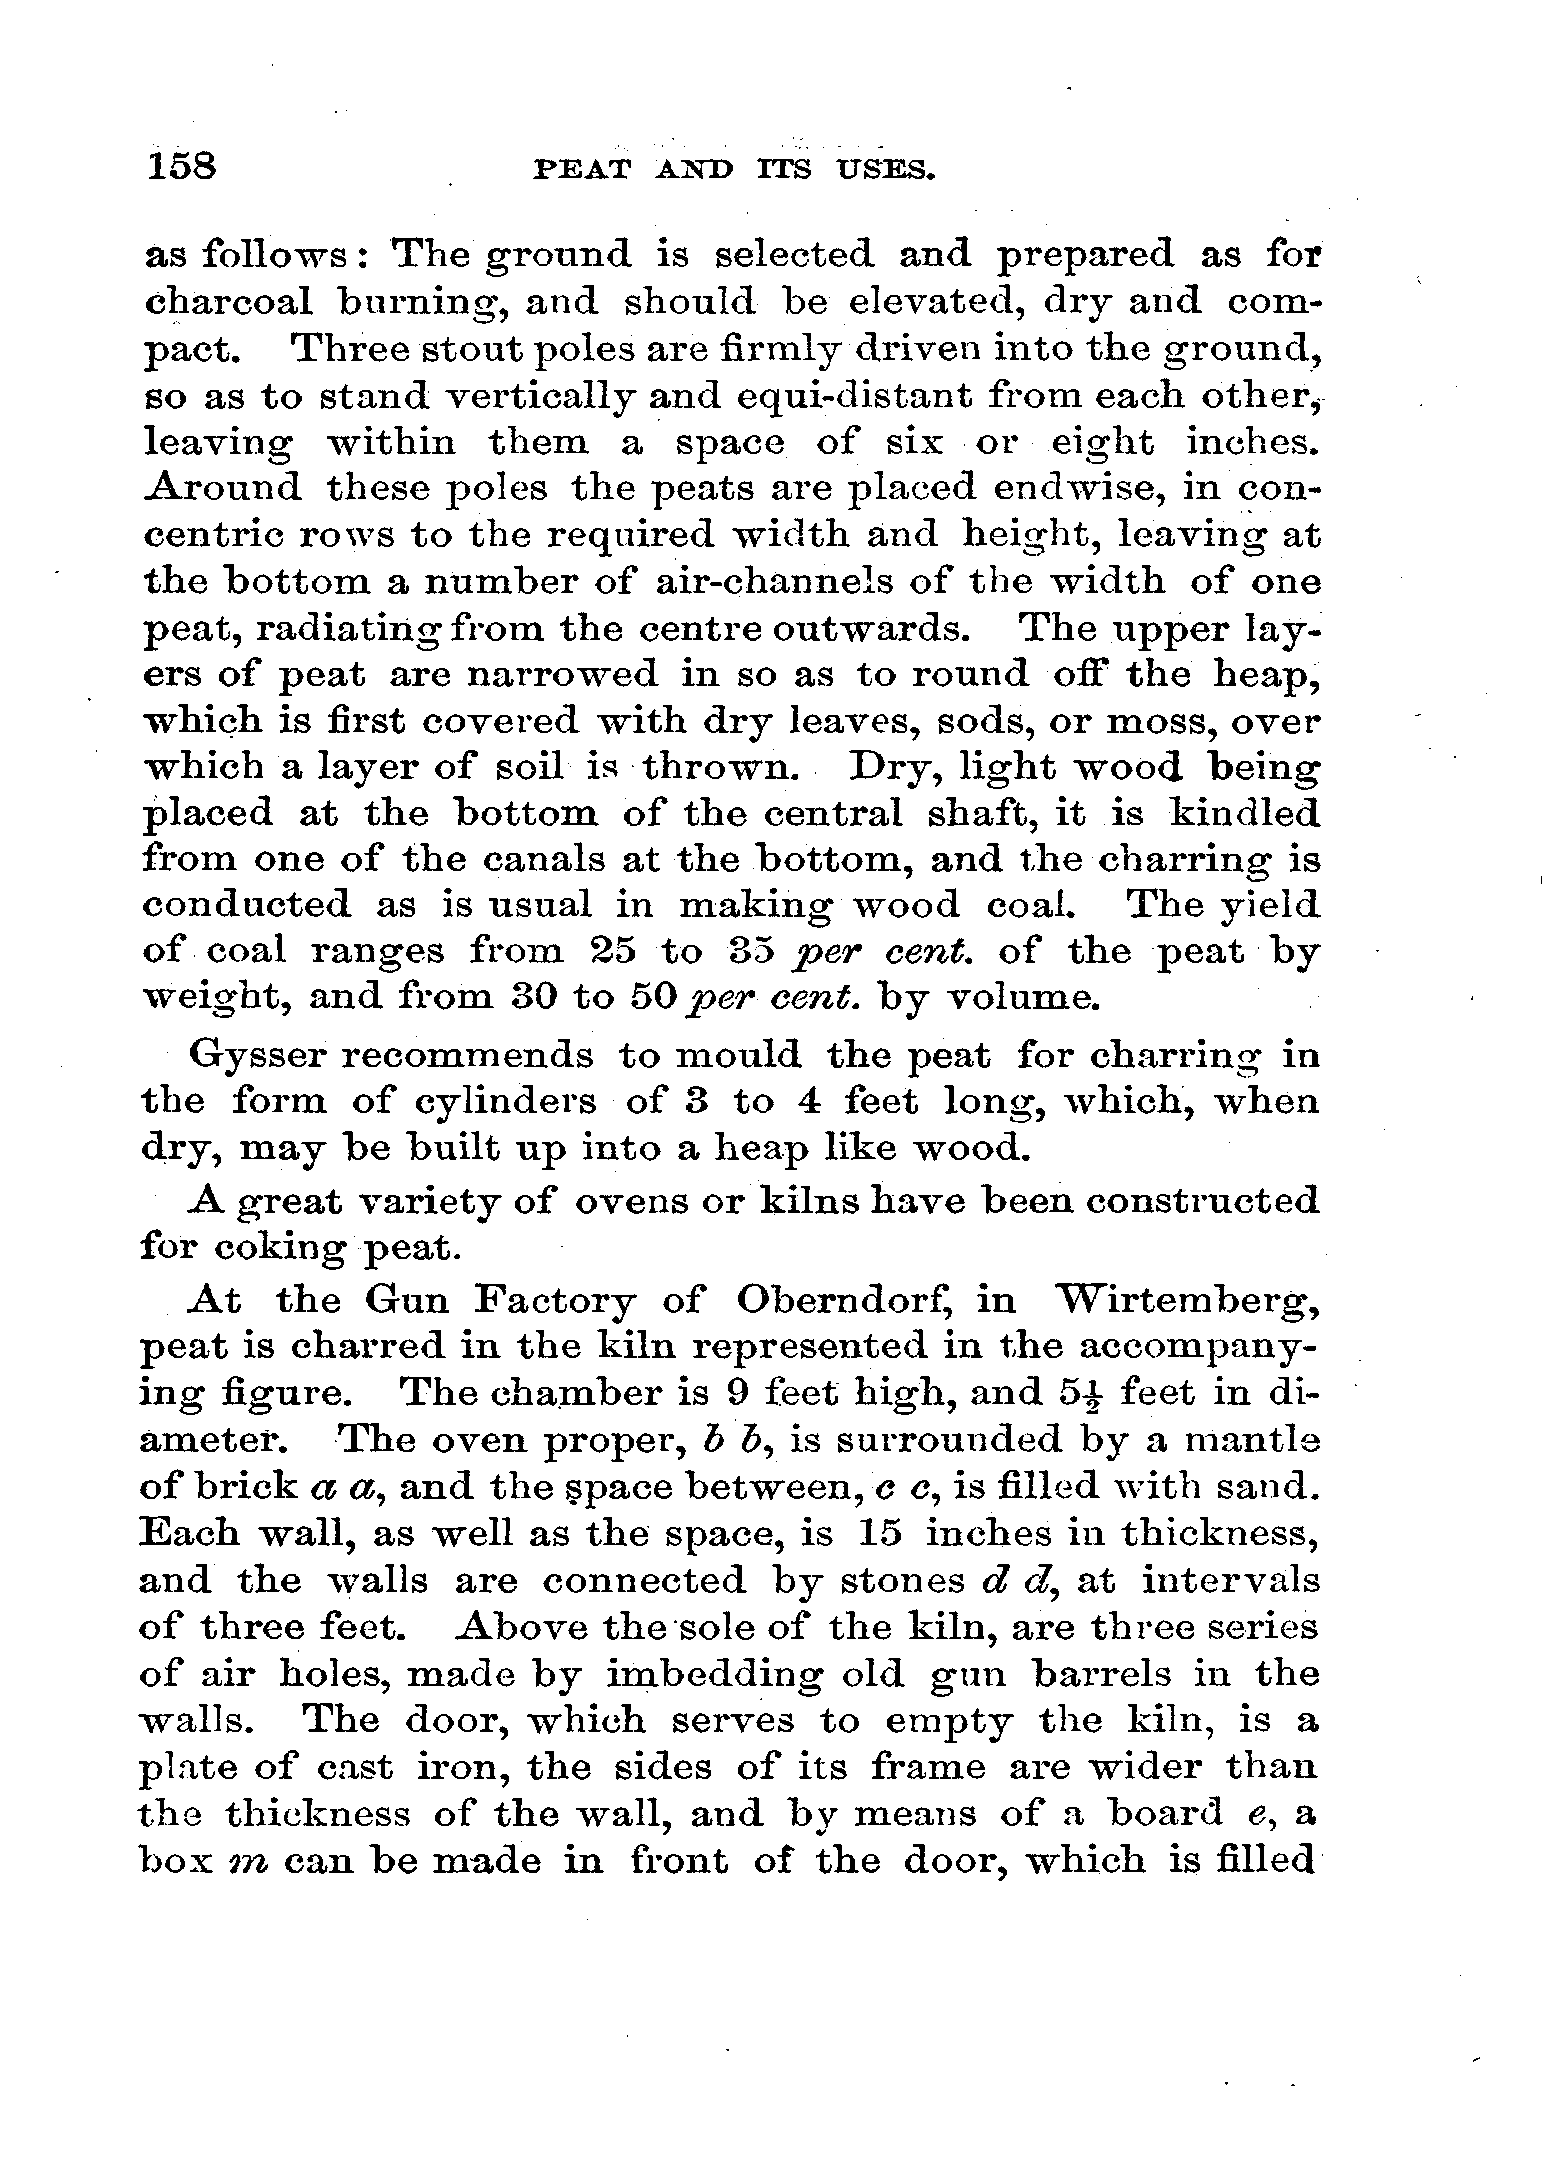 158 PEAT AND ITS USES.
as follows: The ground is selected and prepared as for
charcoal burning, and should be elevated, dry and com-
pact. Three stout poles are firmly driven into the ground,
so as to stand vertically and equi-distant from each other,
leaving within them a space of six or eight inches.
Around these poles the peats are placed endwise, in con-
centric rows to the required width and height, leaving at
the bottom a number of air-channels of the width of one
peat, radiating from the centre outwards. The upper lay-
ers of peat are narrowed in so as to round off the heap,
which is first covered with dry leaves, sods, or moss, over
which a layer of soil is thrown. Dry, light wood being
placed at the bottom of the central shaft, it is kindled
from one of the canals at the bottom, and the charring is
conducted as is usual in making wood coal. The yield
of coal ranges from 25 to 35 per cent. of the peat by
weight, and from 30 to 50 per cent. by volume.
Gysser recommends to mould the peat for charring in
the form of cylinders of 3 to 4 feet long, which, when
dry, may be built up into a heap like wood.
A great variety of ovens or kilns have been constructed
for coking peat.
At the Gun Factory of Oberndorf, in Wirtemberg,
peat is charred in the kiln represented in the accompany-
ing figure. The chamber is 9 feet high, and 5½ feet in di-
ameter. The oven proper, b b, is surrounded by a mantle
of brick a a, and the space between, c c, is filled with sand.
Each wall, as well as the space, is 15 inches in thickness,
and the walls are connected by stones d d, at intervals
of three feet. Above the sole of the kiln, are three series
of air holes, made by imbedding old gun barrels in the
walls. The door, which serves to empty the kiln, is a
plate of cast iron, the sides of its frame are wider than
the thickness of the wall, and by means of a board e, a
box m can be made in front of the door, which is filled